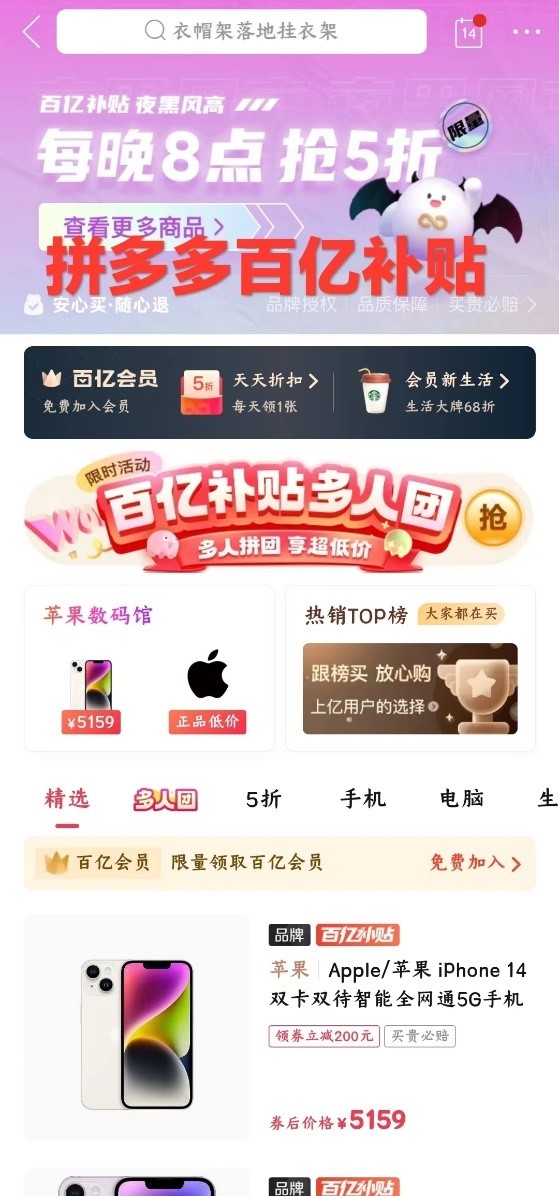 衣帽架落地挂衣架
14
百亿补贴 夜黑风高
每晚8点 抢5折
限量
查看更多商品 >
拼多多百亿补贴
安心买·随心退
品牌授权 | 品质保障 | 买贵必赔 >
百亿会员
免费加入会员
5折
天天折扣 >
每天领1张
会员新生活 >
生活大牌68折
限时活动
百亿补贴多人团
多人拼团 享超低价
抢
苹果数码馆
¥5159
正品低价
热销TOP榜
大家都在买
跟榜买 放心购
上亿用户的选择
精选
多人团
5折
手机
电脑
生
百亿会员
限量领取百亿会员
免费加入 >
品牌 百亿补贴
苹果 | Apple/苹果 iPhone 14
双卡双待智能全网通5G手机
领券立减200元 买贵必赔
券后价格¥5159
品牌 百亿补贴